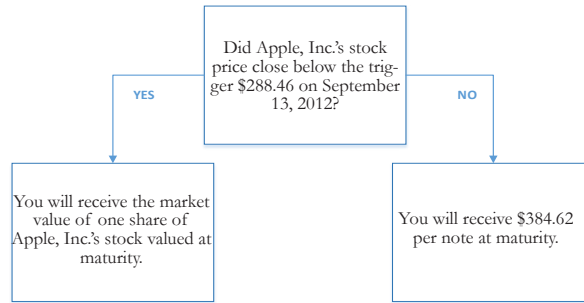 Did Apple, Inc.'s stock
price close below the trig-
ger $288.46 on September
13, 2012?
YES
NO
You will receive the market
value of one share of
Apple, Inc.'s stock valued at
maturity.
You will receive $384.62
per note at maturity.